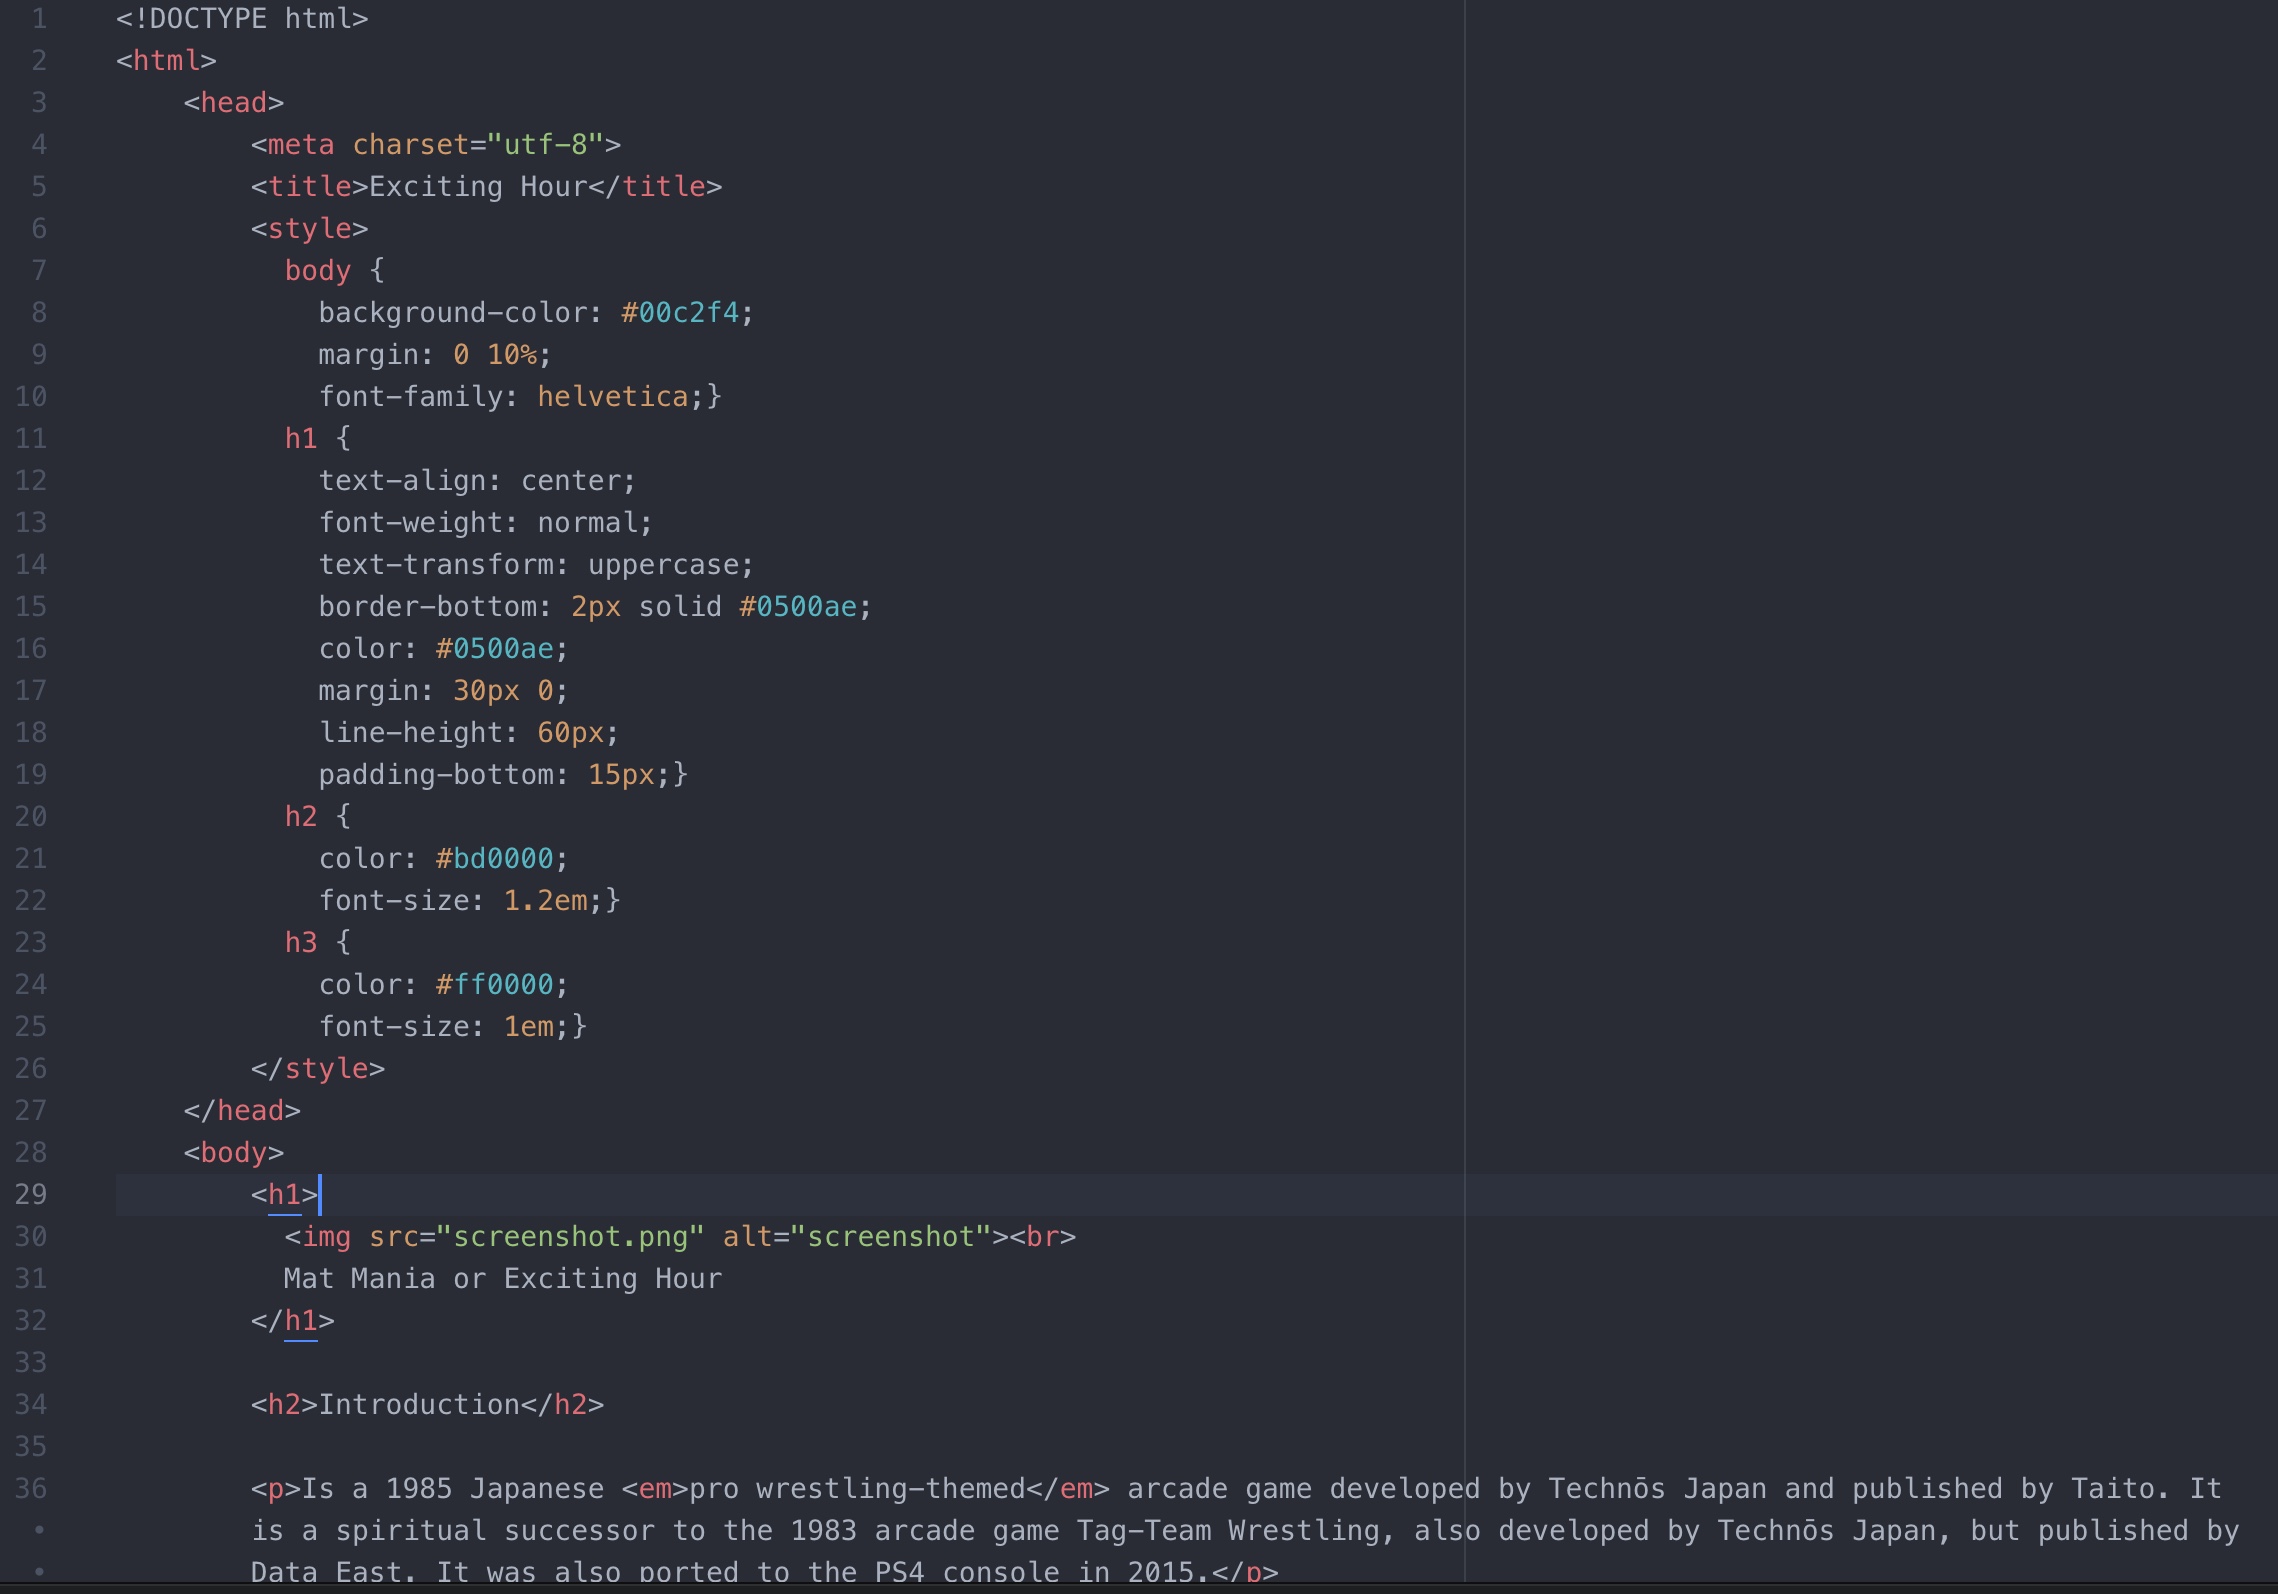 1 <!DOCTYPE html>
2 <html>
3 <head>
4 <meta charset="utf-8">
5 <title>Exciting Hour</title>
6 <style>
7 body {
8 background-color: #00c2f4;
9 margin: 0 10%;
10 font-family: helvetica;}
11 h1 {
12 text-align: center;
13 font-weight: normal;
14 text-transform: uppercase;
15 border-bottom: 2px solid #0500ae;
16 color: #0500ae;
17 margin: 30px 0;
18 line-height: 60px;
19 padding-bottom: 15px;}
20 h2 {
21 color: #bd0000;
22 font-size: 1.2em;}
23 h3 {
24 color: #ff0000;
25 font-size: 1em;}
26 </style>
27 </head>
28 <body>
29 <h1>
30 <img src="screenshot.png" alt="screenshot"><br>
31 Mat Mania or Exciting Hour
32 </h1>
33
34 <h2>Introduction</h2>
35
36 <p>Is a 1985 Japanese <em>pro wrestling-themed</em> arcade game developed by Technōs Japan and published by Taito. It
• is a spiritual successor to the 1983 arcade game Tag-Team Wrestling, also developed by Technōs Japan, but published by
• Data East. It was also ported to the PS4 console in 2015.</p>